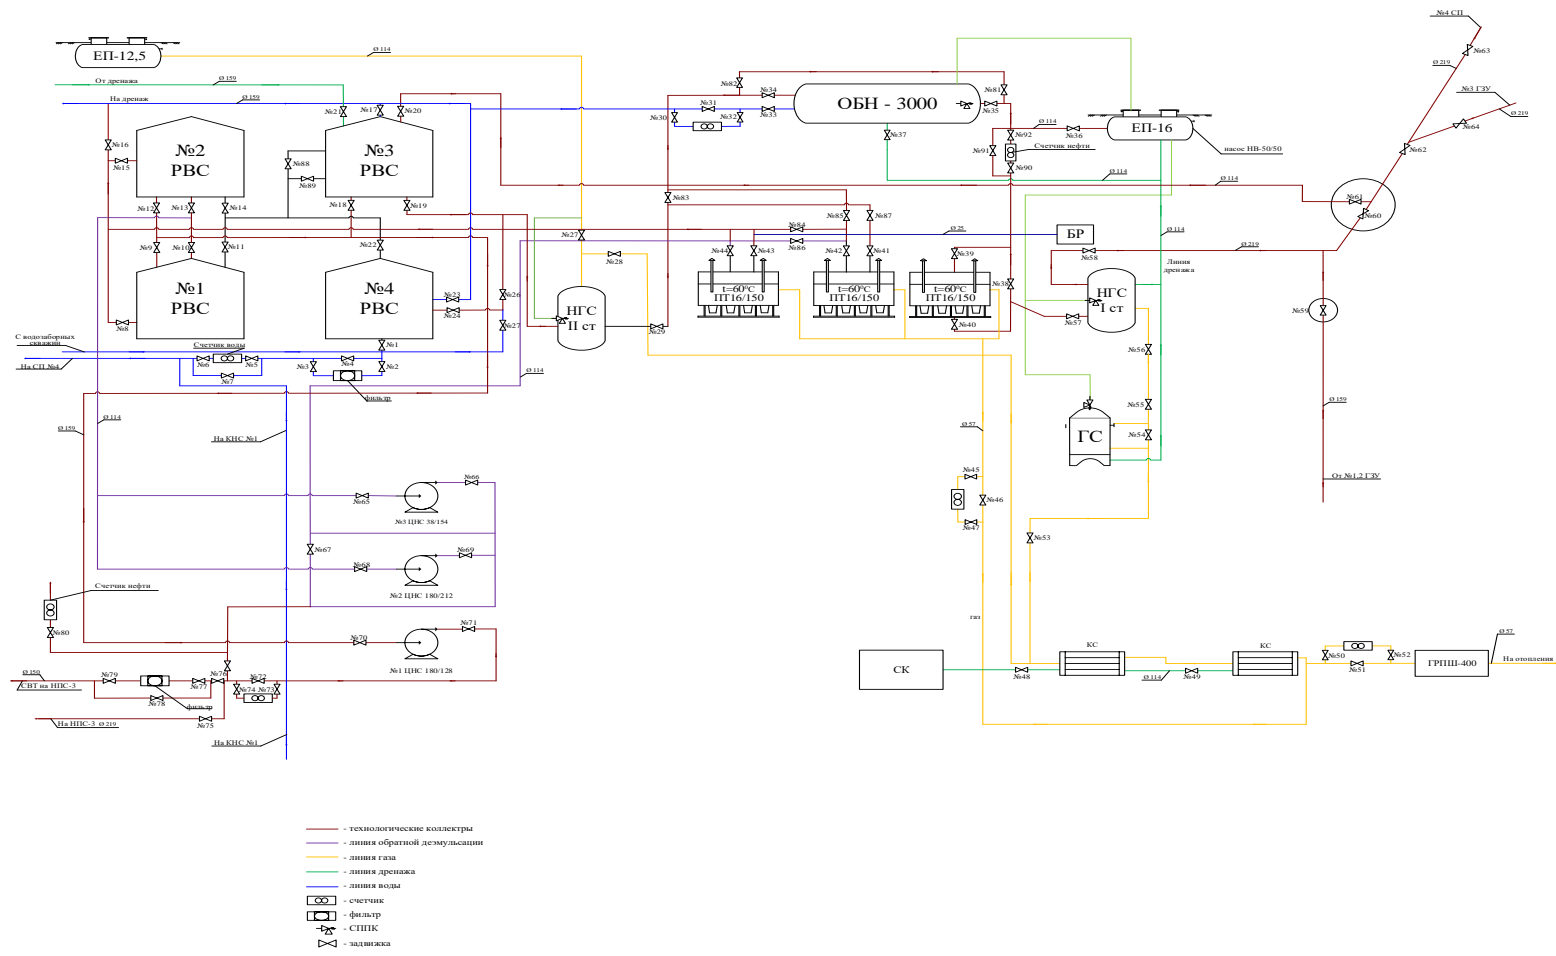 №4 СП
№63
Ø 219
№3 ГЗУ
Ø 219
№64
№62
ЕП-12,5
Ø 114
От дренажа
Ø 159
На дренаж
Ø 159
№21
№17
№20
№16
№15
№2
РВС
№3
РВС
№88
№89
№12
№13
№14
№18
№19
№9
№10
№11
№22
№1
РВС
№4
РВС
№8
№23
№24
№26
№27
№1
№2
№3
№4
№5
№6
№7
С водозаборных
скважин
На СП №4
Счетчик воды
фильтр
Ø 114
Ø 159
Ø 114
На КНС №1
№82
№34
№31
№30
№32
№33
ОБН - 3000
№81
№35
№37
№92
№91
Счетчик нефти
№90
Ø 114
№36
ЕП-16
насос НВ-50/50
Ø 114
Ø 114
№61
№60
№83
№85
№87
№84
№86
Ø 25
БР
№27
№28
№44
№43
№42
№41
№39
№38
№40
t=60°C
ПТ16/150
t=60°C
ПТ16/150
t=60°C
ПТ16/150
НГС
II ст
№29
№58
Ø 219
Ø 114
Линия
дренажа
НГС
I ст
№57
№56
№55
№54
ГС
№59
Ø 159
От №1,2 ГЗУ
Ø 57
№45
№46
№47
№53
№66
№65
№3 ЦНС 38/154
№67
№69
№68
№2 ЦНС 180/212
№71
№70
№1 ЦНС 180/128
Счетчик нефти
№80
Ø 150
СВТ на НПС-3
№79
№77
№76
№78
фильтр
№72
№74
№73
№75
На НПС-3 Ø 219
На КНС №1
газ
СК
№48
КС
Ø 114
№49
КС
№50
№52
№51
ГРПШ-400
Ø 57
На отопления
- технологические коллектры
- линия обратной деэмульсации
- линия газа
- линия дренажа
- линия воды
- счетчик
- фильтр
- СППК
- задвижка